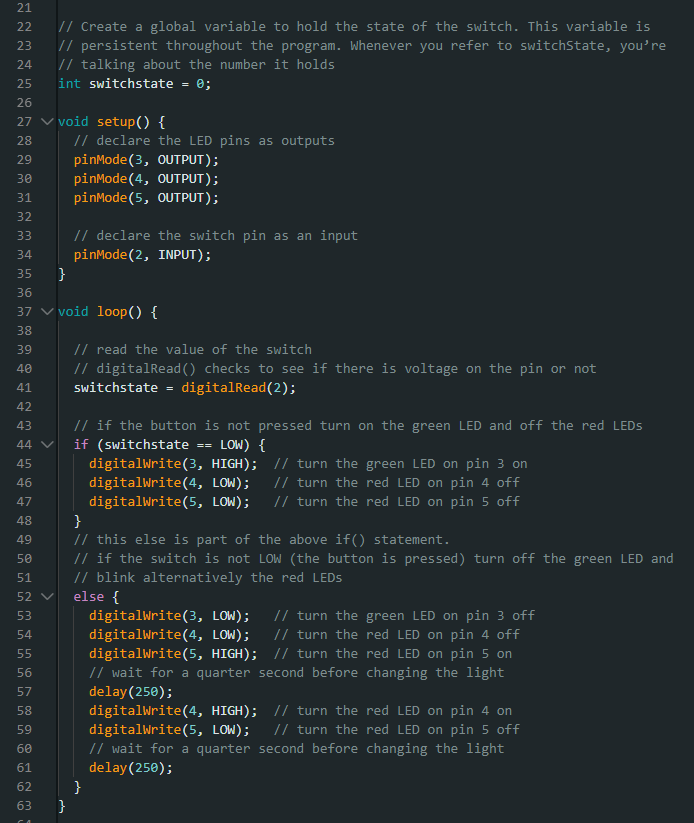 21
22 // Create a global variable to hold the state of the switch. This variable is
23 // persistent throughout the program. Whenever you refer to switchState, you’re
24 // talking about the number it holds
25 int switchstate = 0;
26
27 void setup() {
28   // declare the LED pins as outputs
29   pinMode(3, OUTPUT);
30   pinMode(4, OUTPUT);
31   pinMode(5, OUTPUT);
32
33   // declare the switch pin as an input
34   pinMode(2, INPUT);
35 }
36
37 void loop() {
38
39   // read the value of the switch
40   // digitalRead() checks to see if there is voltage on the pin or not
41   switchstate = digitalRead(2);
42
43   // if the button is not pressed turn on the green LED and off the red LEDs
44   if (switchstate == LOW) {
45     digitalWrite(3, HIGH);  // turn the green LED on pin 3 on
46     digitalWrite(4, LOW);   // turn the red LED on pin 4 off
47     digitalWrite(5, LOW);   // turn the red LED on pin 5 off
48   }
49   // this else is part of the above if() statement.
50   // if the switch is not LOW (the button is pressed) turn off the green LED and
51   // blink alternatively the red LEDs
52   else {
53     digitalWrite(3, LOW);   // turn the green LED on pin 3 off
54     digitalWrite(4, LOW);   // turn the red LED on pin 4 off
55     digitalWrite(5, HIGH);  // turn the red LED on pin 5 on
56     // wait for a quarter second before changing the light
57     delay(250);
58     digitalWrite(4, HIGH);  // turn the red LED on pin 4 on
59     digitalWrite(5, LOW);   // turn the red LED on pin 5 off
60     // wait for a quarter second before changing the light
61     delay(250);
62   }
63 }